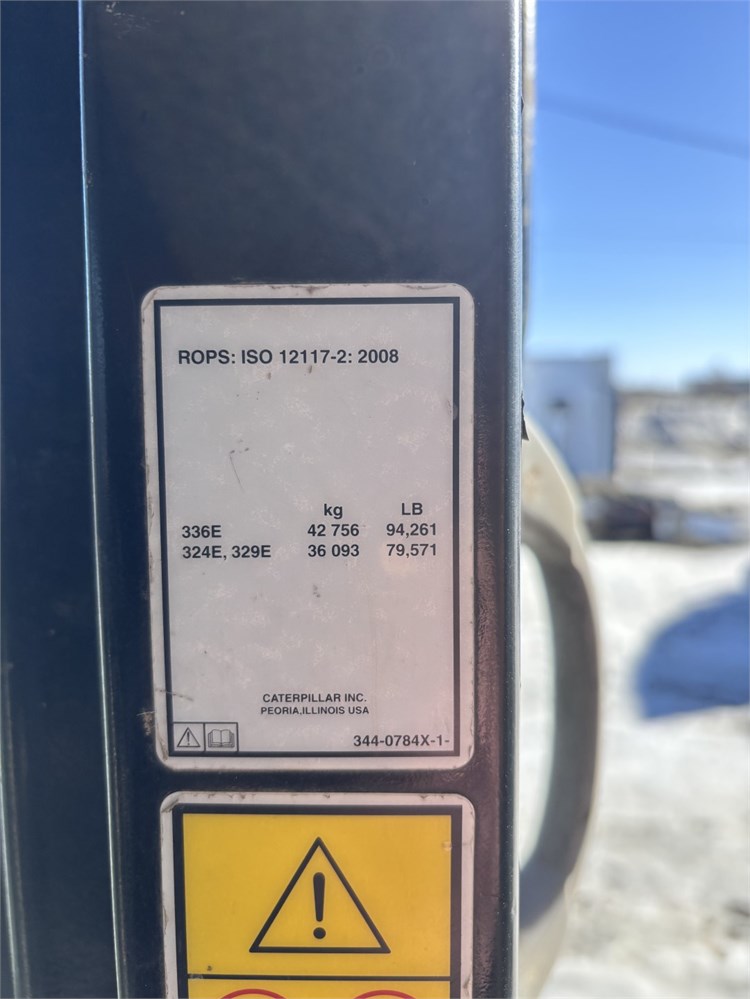 ROPS: ISO 12117-2: 2008
kg LB
336E 42 756 94,261
324E, 329E 36 093 79,571
CATERPILLAR INC.
PEORIA,ILLINOIS USA
344-0784X-1-